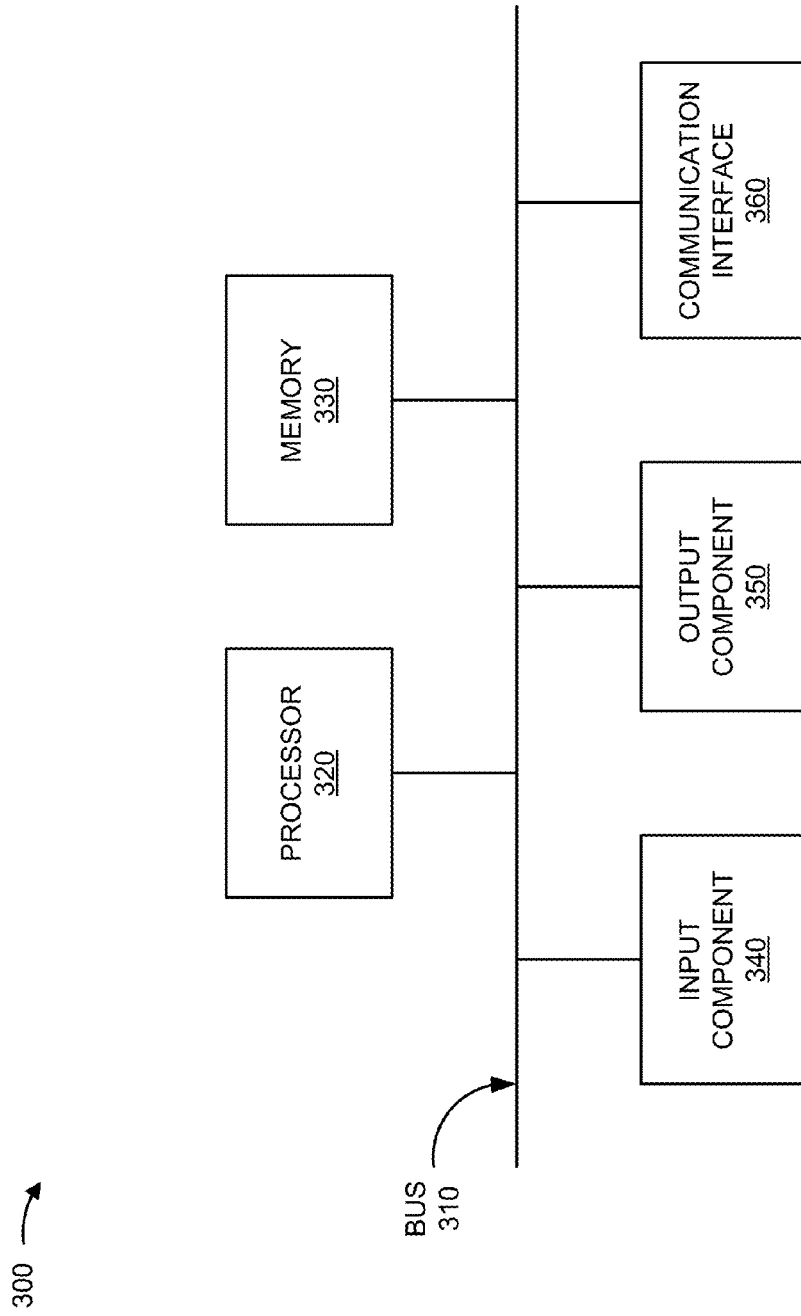 300
BUS
310
PROCESSOR
320
MEMORY
330
INPUT
COMPONENT
340
OUTPUT
COMPONENT
350
COMMUNICATION
INTERFACE
360